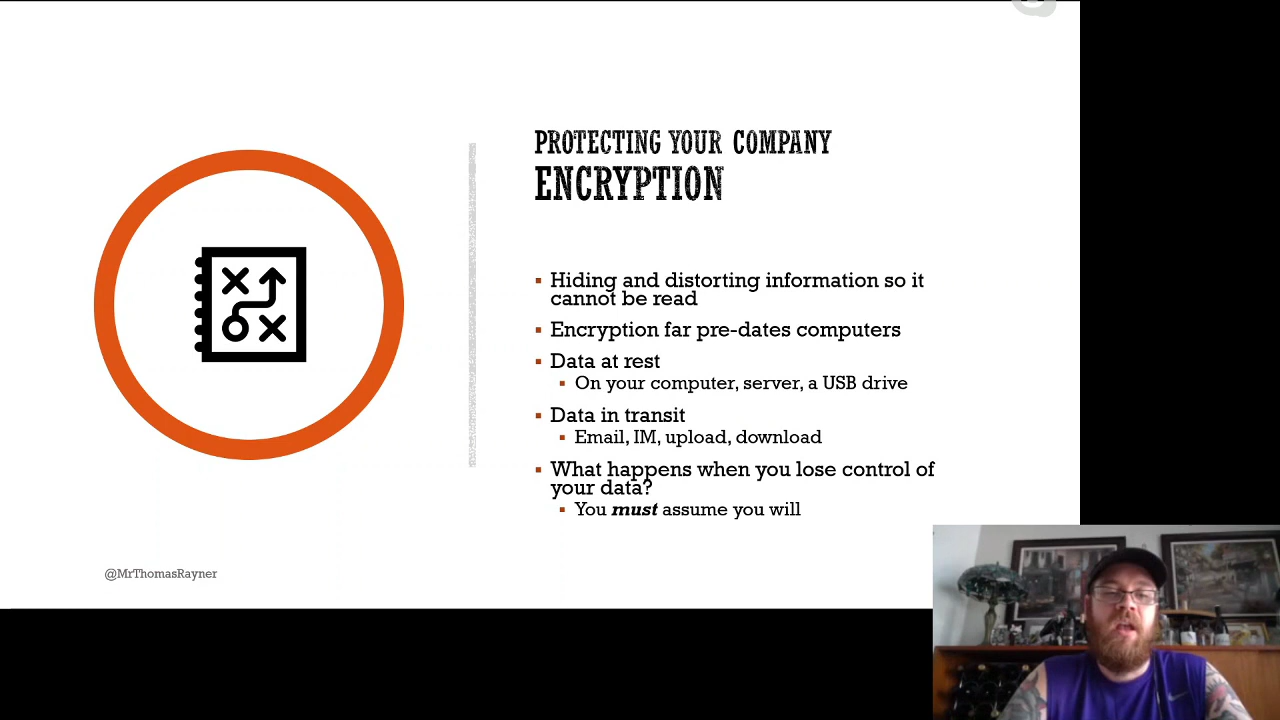 PROTECTING YOUR COMPANY
ENCRYPTION
Hiding and distorting information so it
cannot be read
Encryption far pre-dates computers
Data at rest
On your computer, server, a USB drive
Data in transit
Email, IM, upload, download
What happens when you lose control of
your data?
You must assume you will
@MrThomasRayner